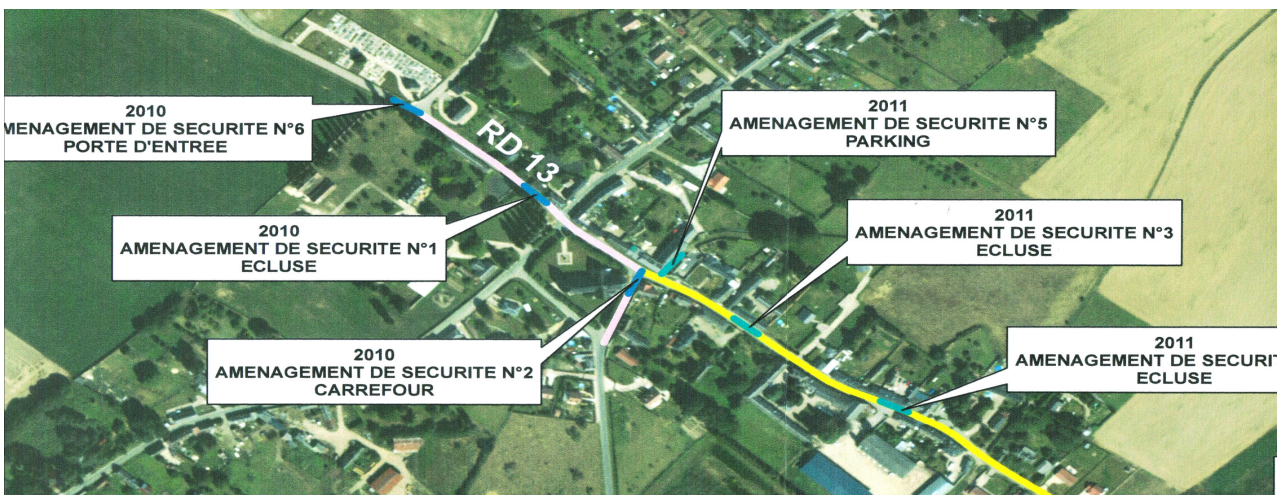 2010
MENAGEMENT DE SECURITE N°6
PORTE D'ENTREE
RD 13
2011
AMENAGEMENT DE SECURITE N°5
PARKING
2010
AMENAGEMENT DE SECURITE N°1
ECLUSE
2011
AMENAGEMENT DE SECURITE N°3
ECLUSE
2010
AMENAGEMENT DE SECURITE N°2
CARREFOUR
2011
AMENAGEMENT DE SECURIT
ECLUSE